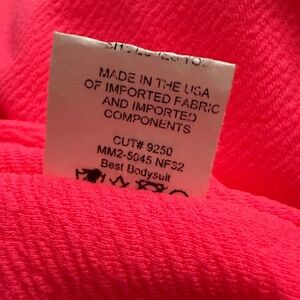 MADE IN THE USA
OF IMPORTED FABRIC
AND IMPORTED
COMPONENTS
CUT# 9250
MM2-5045 NF32
Best Bodysuit